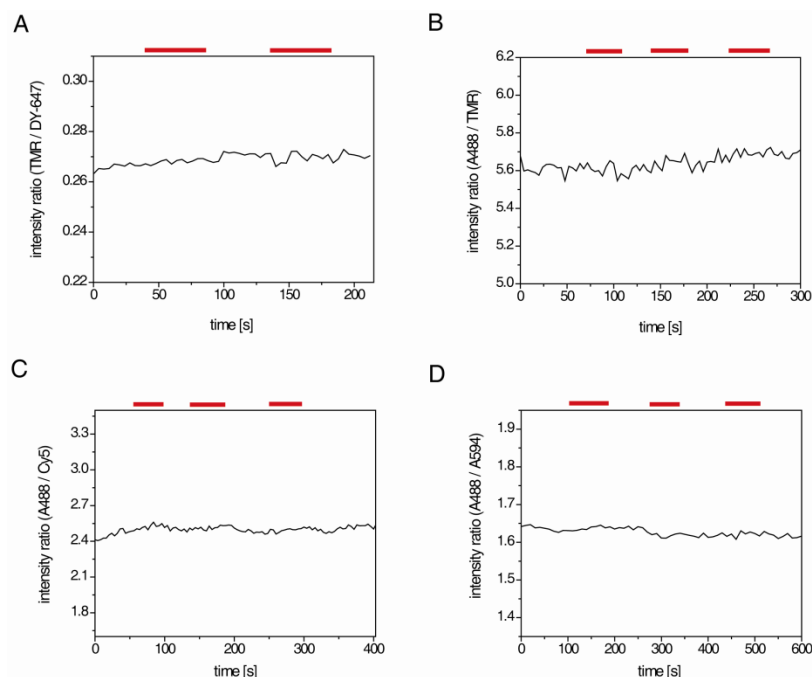 A
intensity ratio (TMR / DY-647)
0.30
0.28
0.26
0.24
0.22
0 50 100 150 200
time [s]
B
intensity ratio (A488 / TMR)
6.2
6.0
5.8
5.6
5.4
5.2
5.0
0 50 100 150 200 250 300
time [s]
C
intensity ratio (A488 / Cy5)
3.3
3.0
2.7
2.4
2.1
1.8
0 100 200 300 400
time [s]
D
intensity ratio (A488 / A594)
1.9
1.8
1.7
1.6
1.5
1.4
0 100 200 300 400 500 600
time [s]